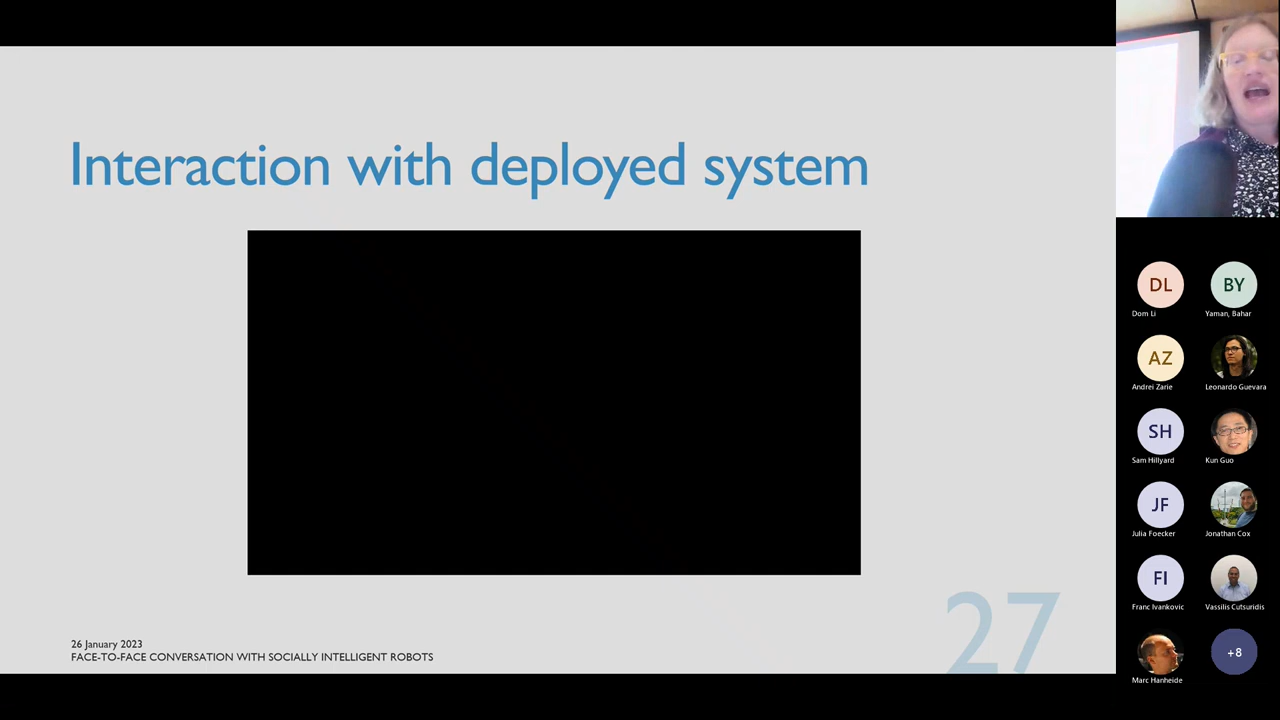 Interaction with deployed system
26 January 2023
FACE-TO-FACE CONVERSATION WITH SOCIALLY INTELLIGENT ROBOTS
27
DL
BY
Dom Li
Yaman, Bahar
AZ
Andrei Zarie
Leonardo Guevara
SH
Sam Hillyard
Kun Guo
JF
Julia Foecker
Jonathan Cox
FI
Franc Ivankovic
Vassilis Cutsuridis
+8
Marc Hanheide